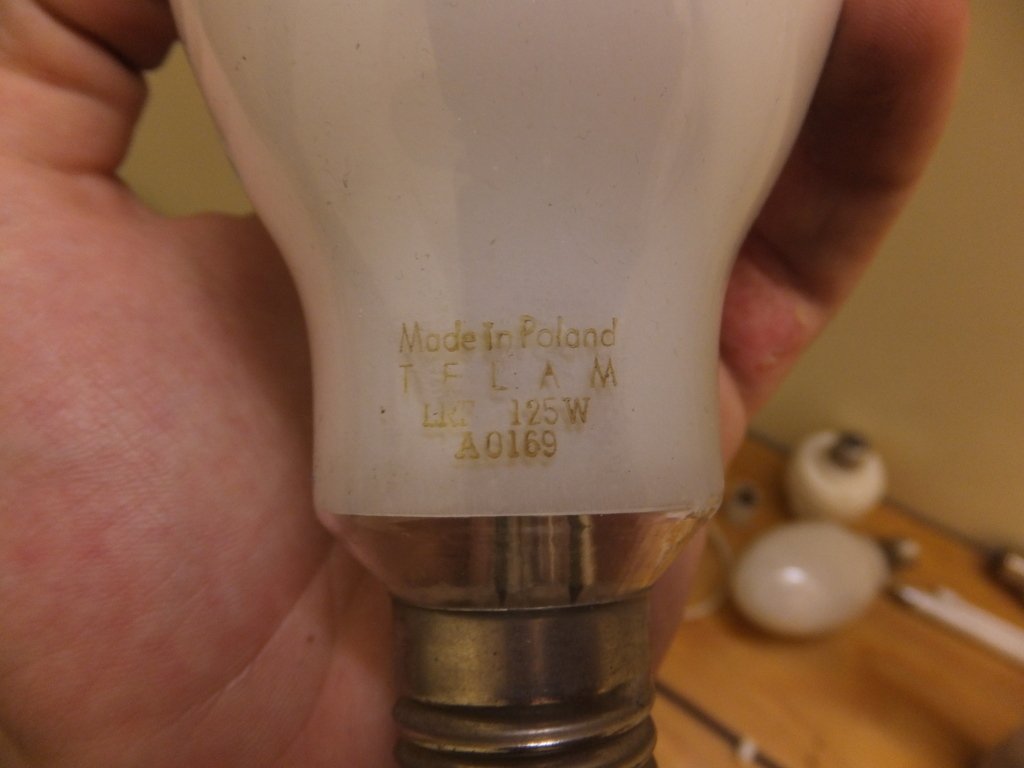 Made in Poland
T E L A M
LRF 125W
A0169